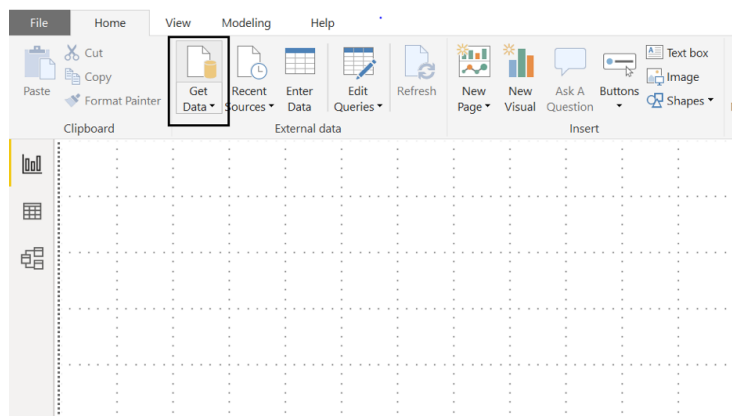 File Home View Modeling Help
Cut
Copy
Format Painter
Paste
Clipboard
Get Data
Recent Sources
Enter Data
Edit Queries
External data
Refresh
New Page
New Visual
Ask A Question
Buttons
Text box
Image
Shapes
Insert